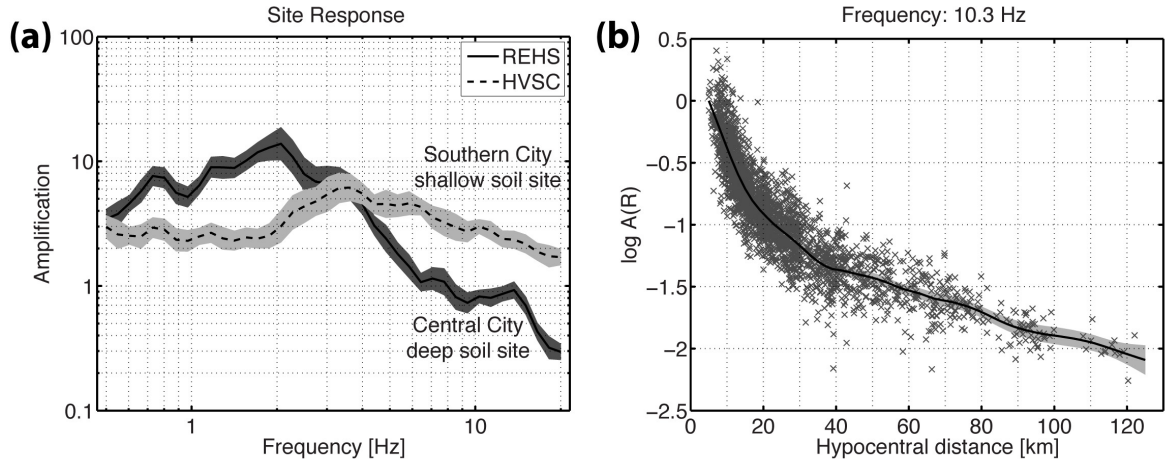 (a)
Site Response
100
10
1
0.1
Amplification
REHS
HVSC
Southern City
shallow soil site
Central City
deep soil site
1
10
Frequency [Hz]
(b)
Frequency: 10.3 Hz
0.5
0
−0.5
−1
−1.5
−2
−2.5
log A(R)
0
20
40
60
80
100
120
Hypocentral distance [km]